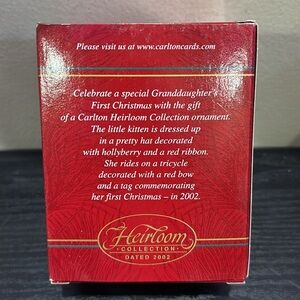 Please visit us at www.carltoncards.com
Celebrate a special Granddaughter's
First Christmas with the gift
of a Carlton Heirloom Collection ornament.
The little kitten is dressed up
in a pretty hat decorated
with hollyberry and a red ribbon.
She rides on a tricycle
decorated with a red bow
and a tag commemorating
her first Christmas – in 2002.
Heirloom
COLLECTION
DATED 2002